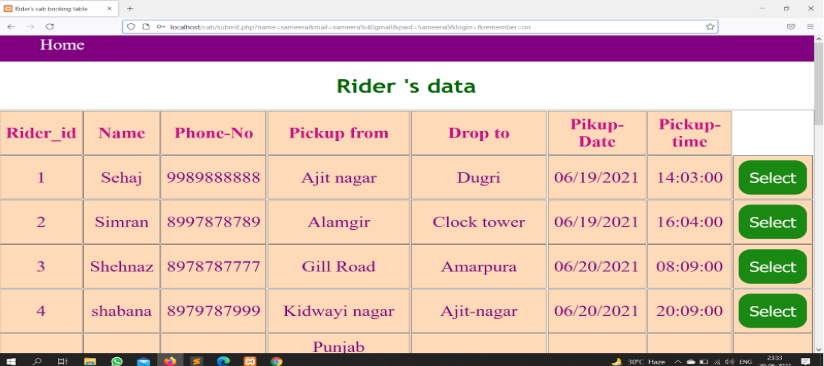 Rider's cab booking table
localhost/cab/submit.php?name=sameera&mail=sameera%40gmail&pwd=Sameera0&login=&remember=on
Home
Rider 's data
Rider_id Name Phone-No Pickup from Drop to Pikup-Date Pickup-time
1 Sehaj 9989888888 Ajit nagar Dugri 06/19/2021 14:03:00 Select
2 Simran 8997878789 Alamgir Clock tower 06/19/2021 16:04:00 Select
3 Shehnaz 8978787777 Gill Road Amarpura 06/20/2021 08:09:00 Select
4 shabana 8979787999 Kidwayi nagar Ajit-nagar 06/20/2021 20:09:00 Select
Punjab
30°C Haze ENG 23:33
20-06-2021